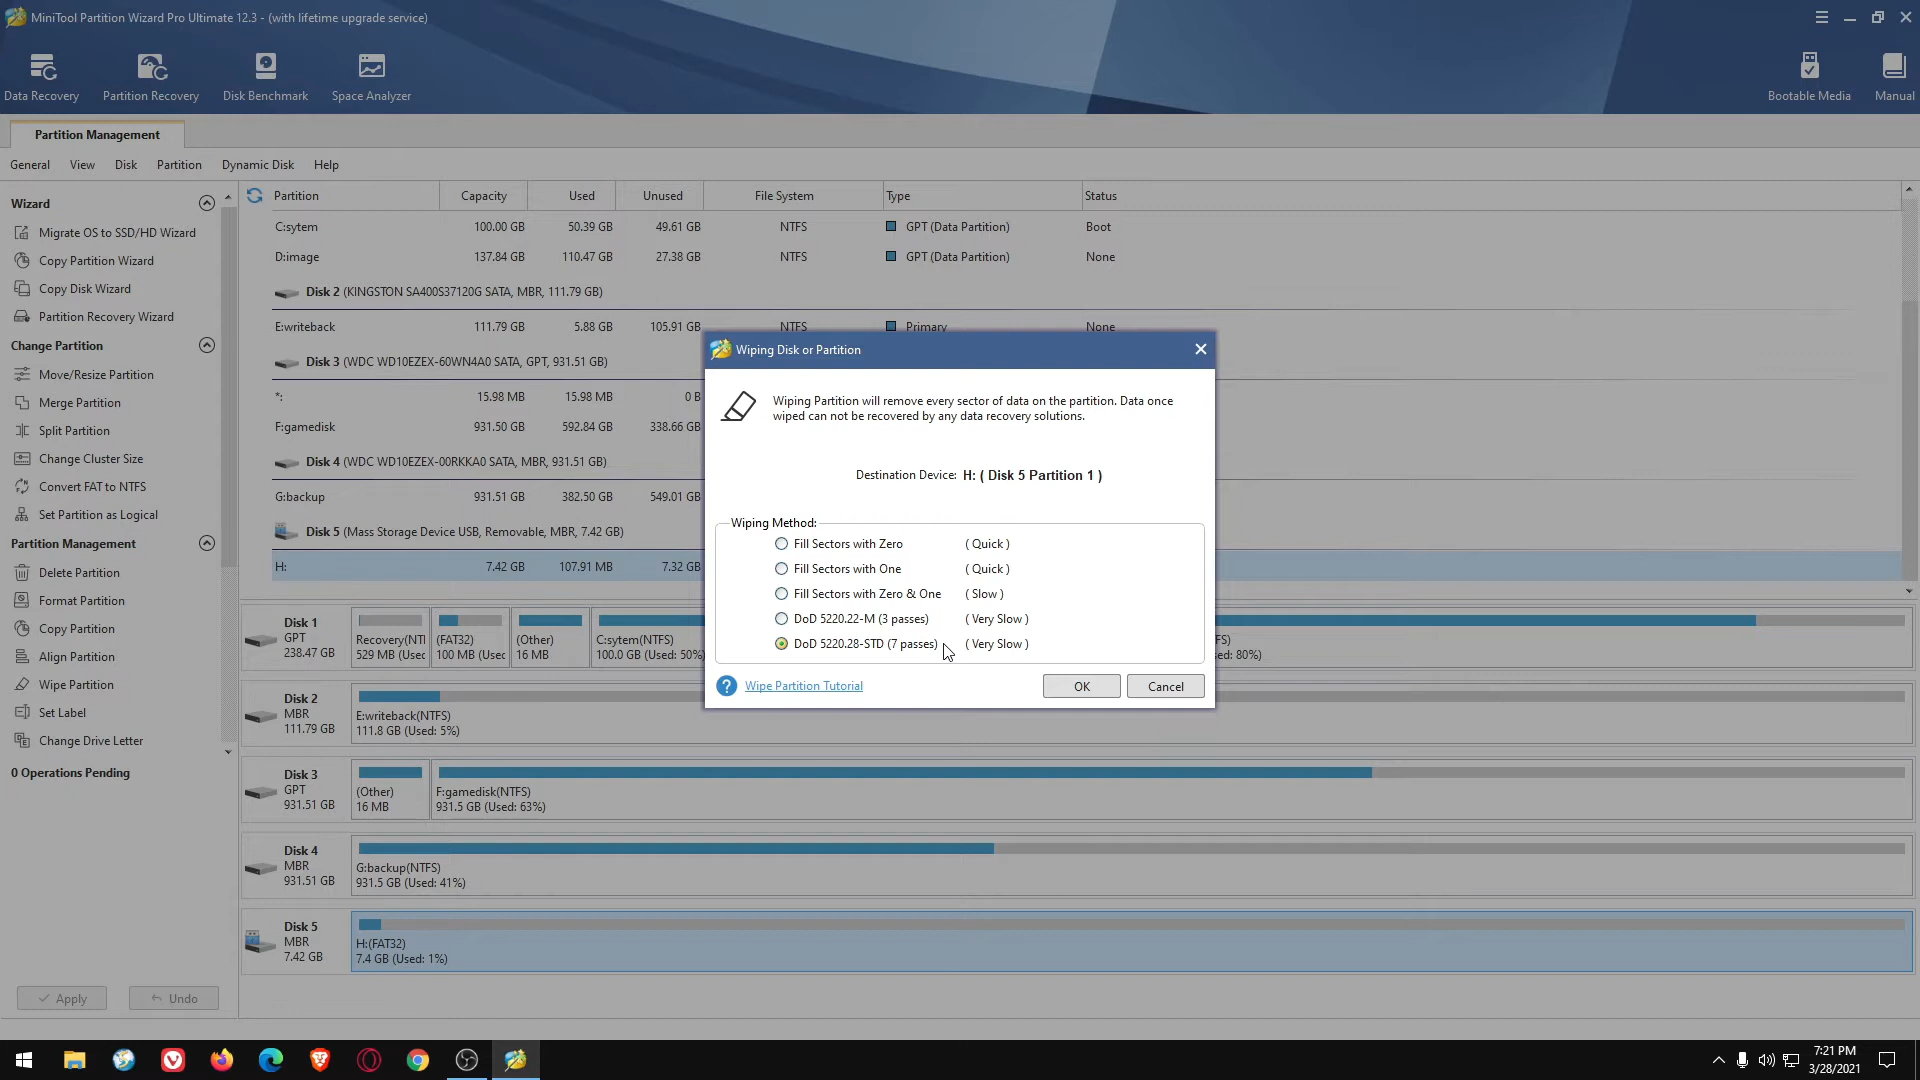 MiniTool Partition Wizard Pro Ultimate 12.3 - (with lifetime upgrade service)
Data Recovery
Partition Recovery
Disk Benchmark
Space Analyzer
Bootable Media
Manual
Partition Management
General View Disk Partition Dynamic Disk Help
Wizard
Migrate OS to SSD/HD Wizard
Copy Partition Wizard
Copy Disk Wizard
Partition Recovery Wizard
Change Partition
Move/Resize Partition
Merge Partition
Split Partition
Change Cluster Size
Convert FAT to NTFS
Set Partition as Logical
Partition Management
Delete Partition
Format Partition
Copy Partition
Align Partition
Wipe Partition
Set Label
Change Drive Letter
0 Operations Pending
Apply
Undo
Partition Capacity Used Unused File System Type Status
C:sytem 100.00 GB 50.39 GB 49.61 GB NTFS GPT (Data Partition) Boot
D:image 137.84 GB 110.47 GB 27.38 GB NTFS GPT (Data Partition) None
Disk 2 (KINGSTON SA400S37120G SATA, MBR, 111.79 GB)
E:writeback 111.79 GB 5.88 GB 105.91 GB NTFS Primary None
Disk 3 (WDC WD10EZEX-60WN4A0 SATA, GPT, 931.51 GB)
*: 15.98 MB 15.98 MB 0 B
F:gamedisk 931.50 GB 592.84 GB 338.66 GB
Disk 4 (WDC WD10EZEX-00RKKA0 SATA, MBR, 931.51 GB)
G:backup 931.51 GB 382.50 GB 549.01 GB
Disk 5 (Mass Storage Device USB, Removable, MBR, 7.42 GB)
H: 7.42 GB 107.91 MB 7.32 GB
Wiping Disk or Partition
Wiping Partition will remove every sector of data on the partition. Data once
wiped can not be recovered by any data recovery solutions.
Destination Device: H: ( Disk 5 Partition 1 )
Wiping Method:
Fill Sectors with Zero ( Quick )
Fill Sectors with One ( Quick )
Fill Sectors with Zero & One ( Slow )
DoD 5220.22-M (3 passes) ( Very Slow )
DoD 5220.28-STD (7 passes) ( Very Slow )
? Wipe Partition Tutorial
OK
Cancel
Disk 1
GPT
238.47 GB
Recovery(NTI
529 MB (Usec
(FAT32)
100 MB (Usec
(Other)
16 MB
C:sytem(NTFS)
100.0 GB (Used: 50%)
FS)
ed: 80%)
Disk 2
MBR
111.79 GB
E:writeback(NTFS)
111.8 GB (Used: 5%)
Disk 3
GPT
931.51 GB
(Other)
16 MB
F:gamedisk(NTFS)
931.5 GB (Used: 63%)
Disk 4
MBR
931.51 GB
G:backup(NTFS)
931.5 GB (Used: 41%)
Disk 5
MBR
7.42 GB
H:(FAT32)
7.4 GB (Used: 1%)
7:21 PM
3/28/2021